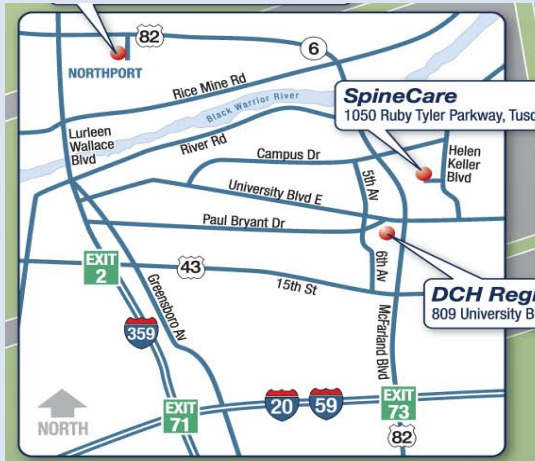 82
6
NORTHPORT
Rice Mine Rd
Black Warrior River
SpineCare
1050 Ruby Tyler Parkway, Tusc
Lurleen
Wallace
Blvd
River Rd
Campus Dr
Helen
Keller
Blvd
5th Av
University Blvd E
Paul Bryant Dr
EXIT
2
43
15th St
6th Av
DCH Regi
809 University B
Greensboro Av
359
McFarland Blvd
NORTH
EXIT
71
20
59
EXIT
73
82